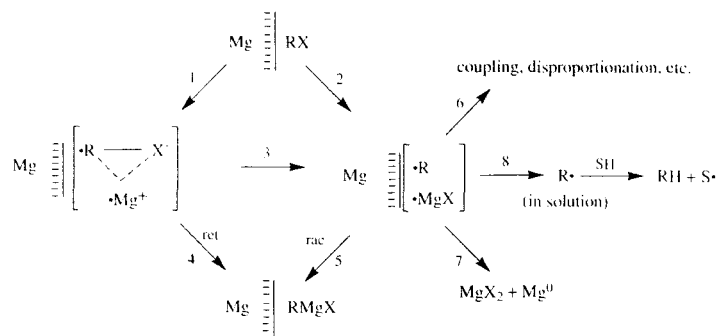 Mg RX
1 2
coupling, disproportionation, etc.
6
Mg •R X⁻ •Mg⁺
3
Mg •R •MgX
8
R• SH RH + S•
(in solution)
ret rac
4 5 7
Mg RMgX
MgX₂ + Mg⁰